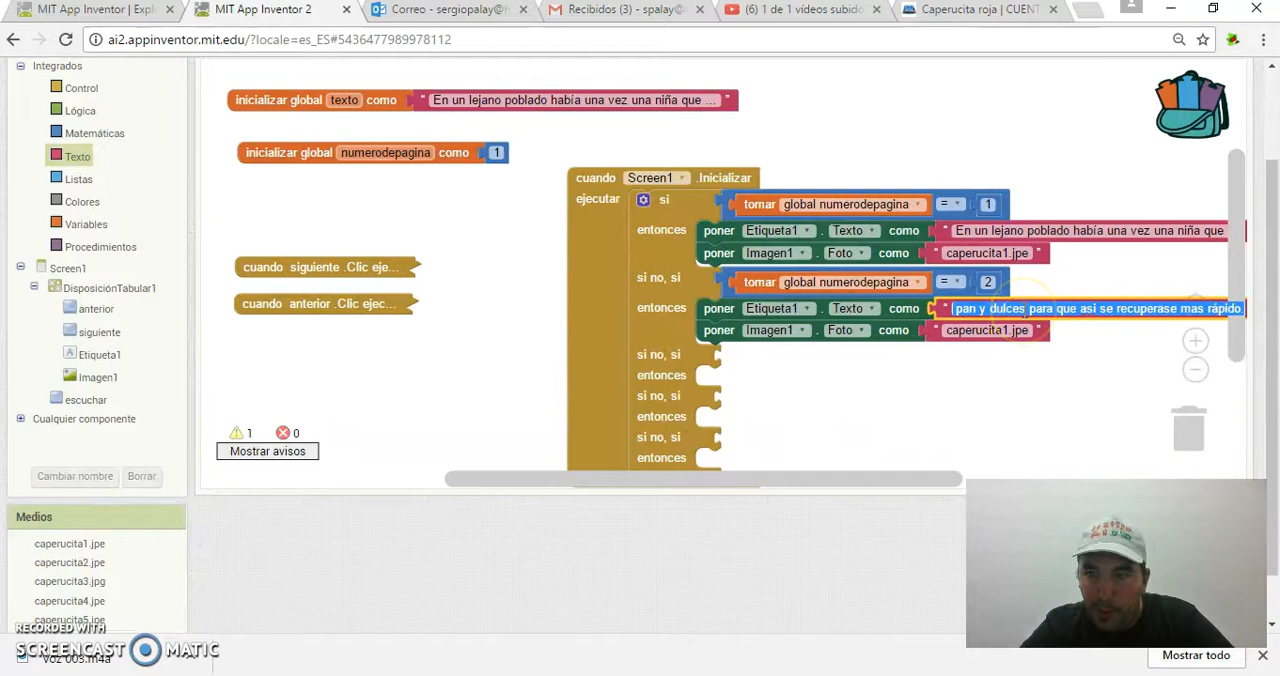 MIT App Inventor | Expl
MIT App Inventor 2
Correo - sergiopalay@h
Recibidos (3) - spalay@
(6) 1 de 1 vídeos subido
Caperucita roja | CUENT
ai2.appinventor.mit.edu/?locale=es_ES#5436477989978112
Integrados
Control
Lógica
Matemáticas
Texto
Listas
Colores
Variables
Procedimientos
Screen1
DisposiciónTabular1
anterior
siguiente
Etiqueta1
Imagen1
escuchar
Cualquier componente
Cambiar nombre
Borrar
Medios
caperucita1.jpe
caperucita2.jpe
caperucita3.jpg
caperucita4.jpe
caperucita5.jpe
inicializar global texto como " En un lejano poblado había una vez una niña que ... "
inicializar global numerodepagina como 1
cuando siguiente .Clic eje...
cuando anterior .Clic ejec...
1
0
Mostrar avisos
cuando Screen1 .Inicializar
ejecutar si tomar global numerodepagina = 1
entonces poner Etiqueta1 . Texto como " En un lejano poblado había una vez una niña que
poner Imagen1 . Foto como " caperucita1.jpe "
si no, si tomar global numerodepagina = 2
entonces poner Etiqueta1 . Texto como " pan y dulces para que asi se recuperase mas rápido.
poner Imagen1 . Foto como " caperucita1.jpe "
si no, si
entonces
si no, si
entonces
si no, si
entonces
RECORDED WITH
SCREENCAST MATIC
Voz 003.m4a
Mostrar todo